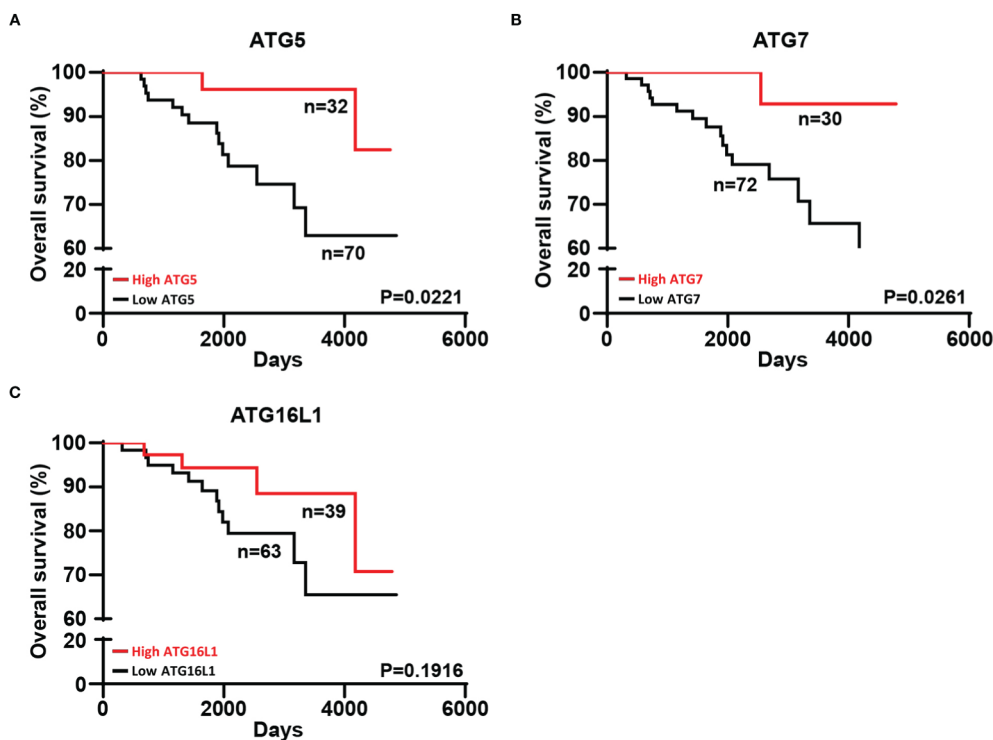 A
ATG5
Overall survival (%)
100
90
80
70
60
20
0
n=32
n=70
High ATG5
Low ATG5
P=0.0221
0 2000 4000 6000
Days
B
ATG7
Overall survival (%)
100
90
80
70
60
20
0
n=30
n=72
High ATG7
Low ATG7
P=0.0261
0 2000 4000 6000
Days
C
ATG16L1
Overall survival (%)
100
90
80
70
60
20
0
n=39
n=63
High ATG16L1
Low ATG16L1
P=0.1916
0 2000 4000 6000
Days